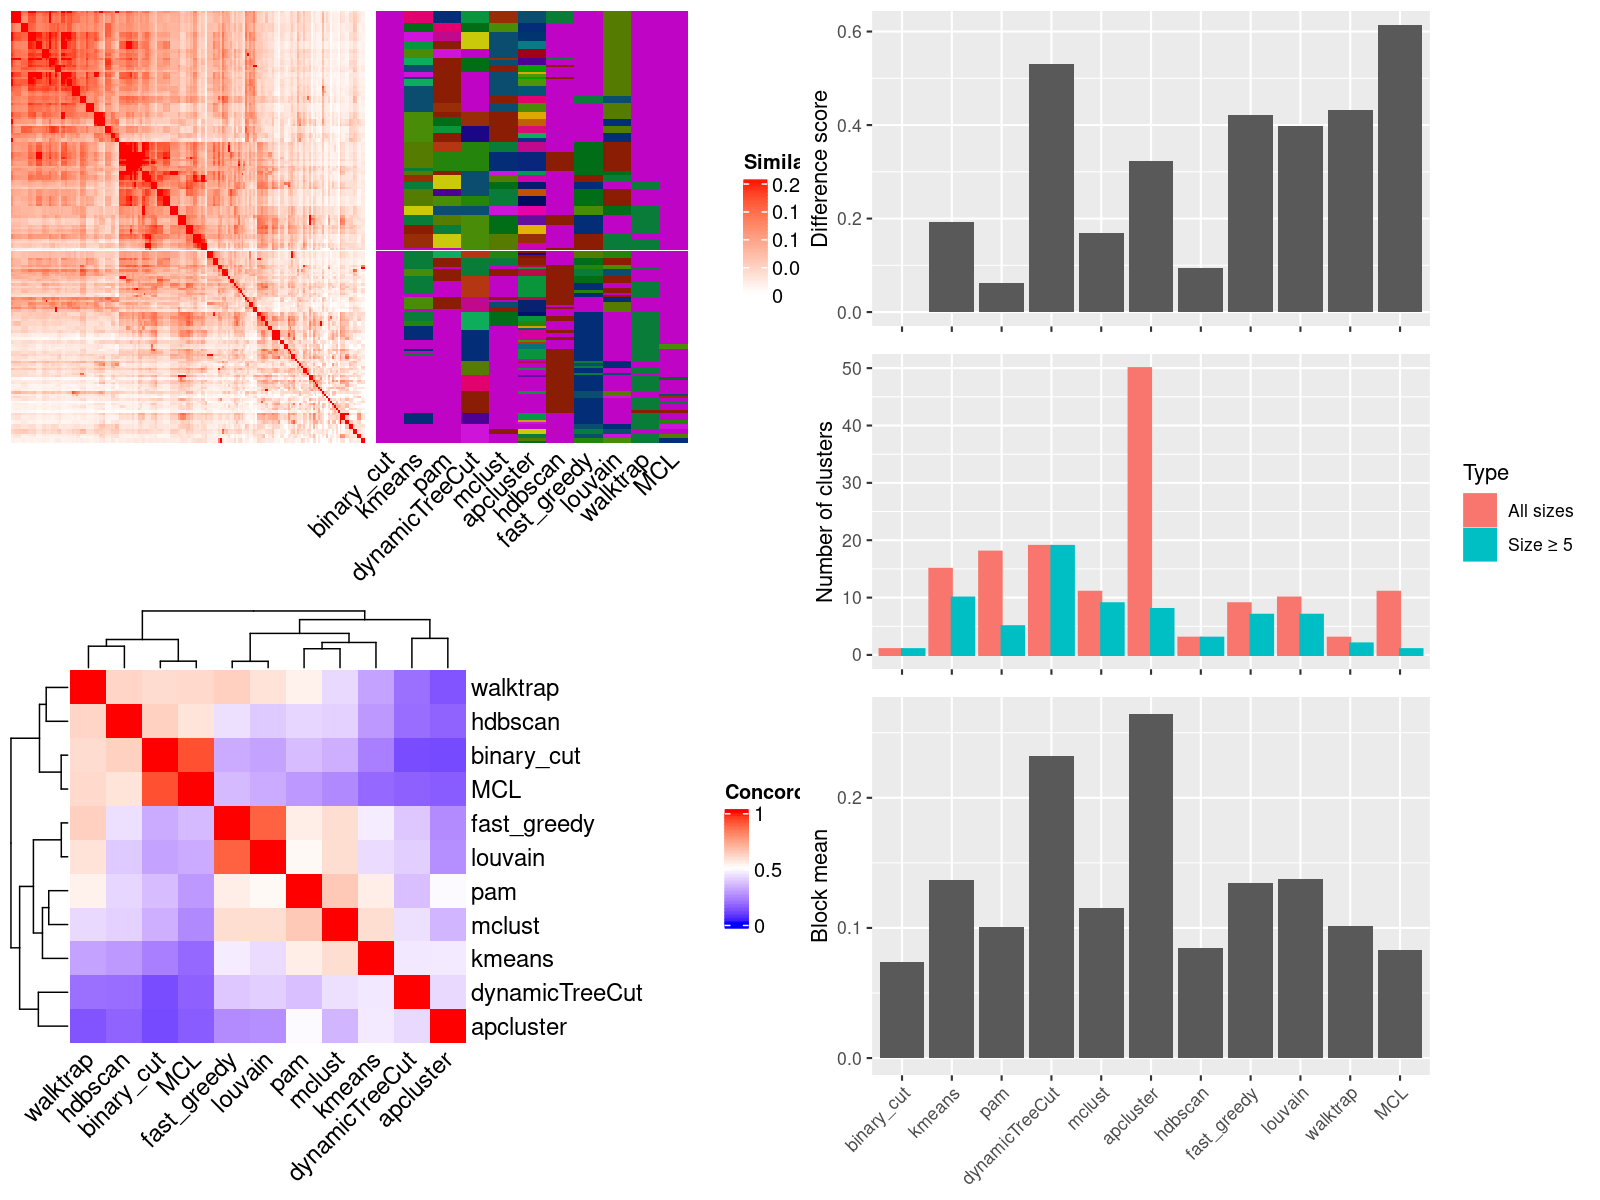 Simila
0.2
0.1
0.1
0.0
0
binary_cut
kmeans
pam
dynamicTreeCut
mclust
apcluster
hdbscan
fast_greedy
louvain
walktrap
MCL
walktrap
hdbscan
binary_cut
MCL
fast_greedy
louvain
pam
mclust
kmeans
dynamicTreeCut
apcluster
Concord
1
0.5
0
walktrap
hdbscan
binary_cut
MCL
fast_greedy
louvain
pam
mclust
kmeans
dynamicTreeCut
apcluster
Difference score
0.6
0.4
0.2
0.0
Number of clusters
50
40
30
20
10
0
Type
All sizes
Size ≥ 5
Block mean
0.2
0.1
0.0
binary_cut
kmeans
pam
dynamicTreeCut
mclust
apcluster
hdbscan
fast_greedy
louvain
walktrap
MCL